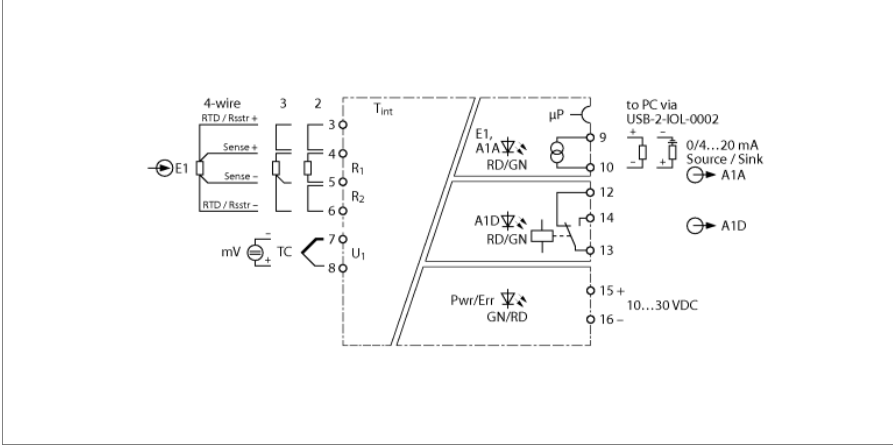 4-wire 3 2
RTD / Rsstr +
Sense +
E1
Sense –
RTD / Rsstr –
mV
–
+
TC
3
4
5
6
7
8
Tint
R1
R2
U1
µP
E1,
A1A
RD/GN
A1D
RD/GN
Pwr/Err
GN/RD
9
10
12
14
13
15 +
16 –
to PC via
USB-2-IOL-0002
+ –
– +
0/4...20 mA
Source / Sink
A1A
A1D
10...30 VDC